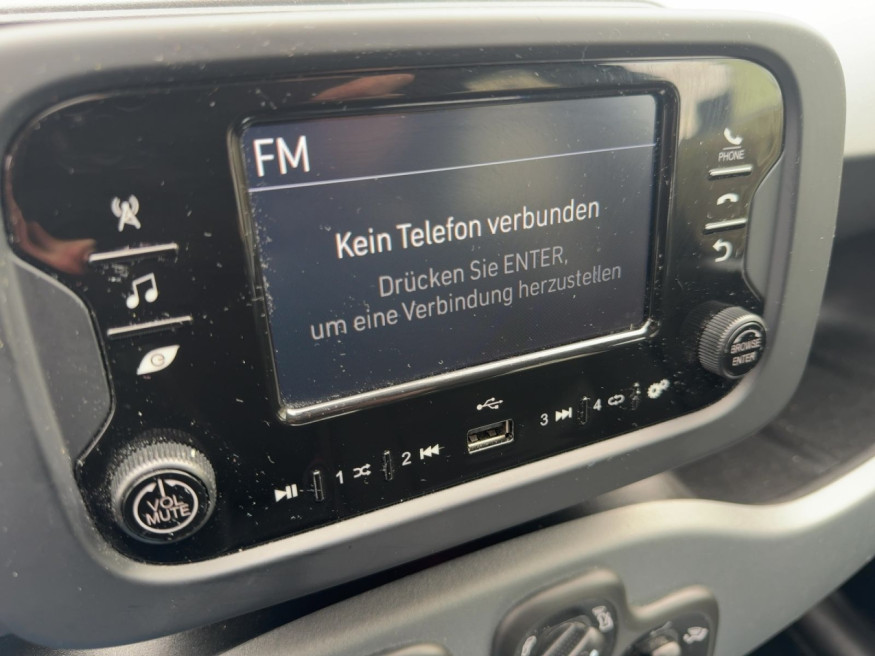 FM
Kein Telefon verbunden
Drücken Sie ENTER,
um eine Verbindung herzustellen
PHONE
BROWSE
ENTER
VOL
MUTE
1
2
3
4